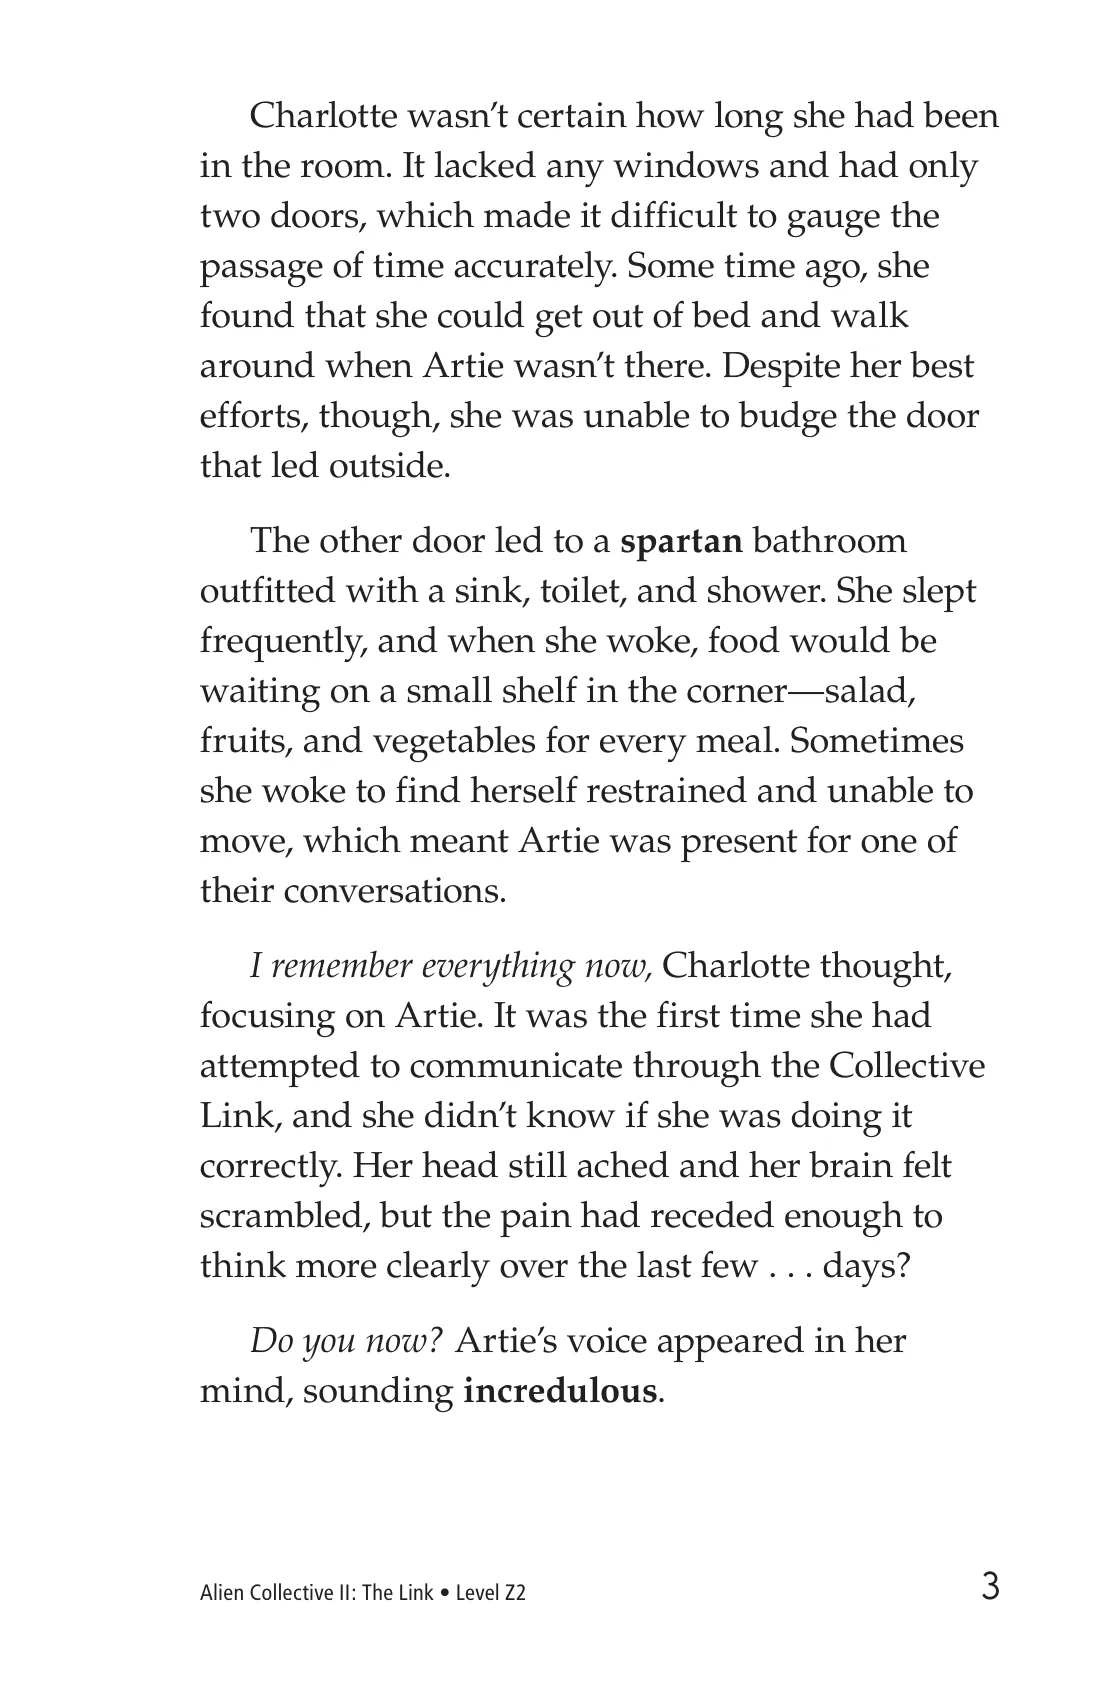 Charlotte wasn’t certain how long she had been
in the room. It lacked any windows and had only
two doors, which made it difficult to gauge the
passage of time accurately. Some time ago, she
found that she could get out of bed and walk
around when Artie wasn’t there. Despite her best
efforts, though, she was unable to budge the door
that led outside.
The other door led to a spartan bathroom
outfitted with a sink, toilet, and shower. She slept
frequently, and when she woke, food would be
waiting on a small shelf in the corner—salad,
fruits, and vegetables for every meal. Sometimes
she woke to find herself restrained and unable to
move, which meant Artie was present for one of
their conversations.
I remember everything now, Charlotte thought,
focusing on Artie. It was the first time she had
attempted to communicate through the Collective
Link, and she didn’t know if she was doing it
correctly. Her head still ached and her brain felt
scrambled, but the pain had receded enough to
think more clearly over the last few . . . days?
Do you now? Artie’s voice appeared in her
mind, sounding incredulous.
Alien Collective II: The Link • Level Z2
3